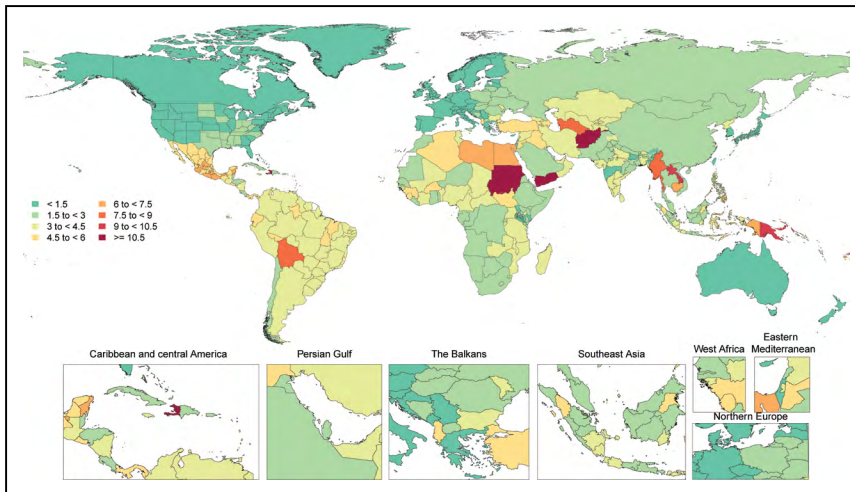 < 1.5
1.5 to < 3
3 to < 4.5
4.5 to < 6
6 to < 7.5
7.5 to < 9
9 to < 10.5
>= 10.5
Caribbean and central America
Persian Gulf
The Balkans
Southeast Asia
West Africa
Eastern
Mediterranean
Northern Europe